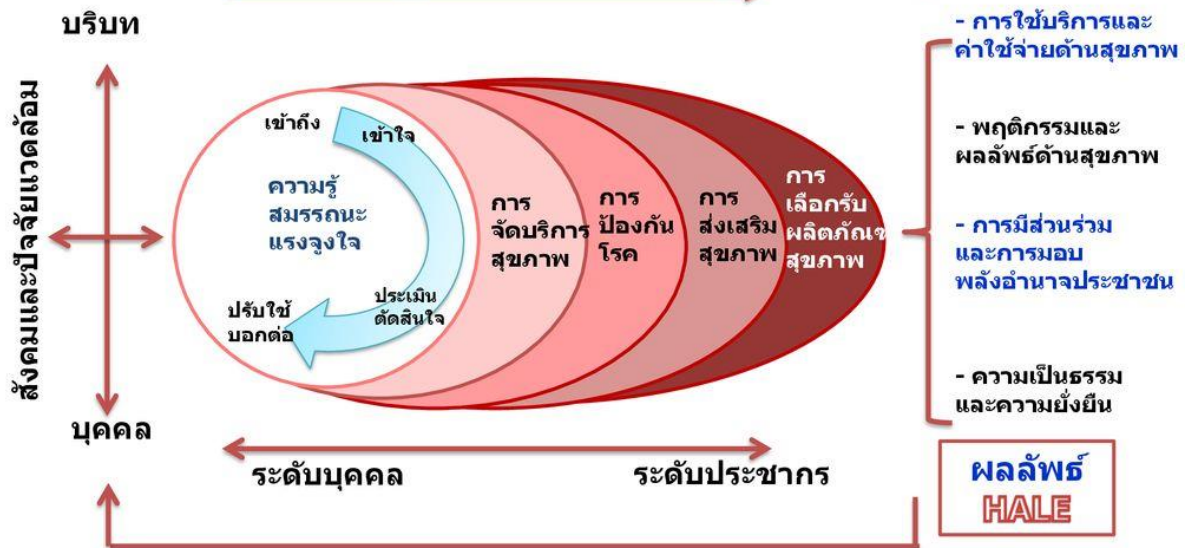 บริบท
สังคมและปัจจัยแวดล้อม
บุคคล
เข้าถึง
เข้าใจ
ความรู้
สมรรถนะ
แรงจูงใจ
ประเมิน
ตัดสินใจ
ปรับใช้
บอกต่อ
การ
จัดบริการ
สุขภาพ
การ
ป้องกัน
โรค
การ
ส่งเสริม
สุขภาพ
การ
เลือกรับ
ผลิตภัณฑ
สุขภาพ
ระดับบุคคล
ระดับประชากร
- การใช้บริการและ
ค่าใช้จ่ายด้านสุขภาพ
- พฤติกรรมและ
ผลลัพธ์ด้านสุขภาพ
- การมีส่วนร่วม
และการมอบ
พลังอำนาจประชาชน
- ความเป็นธรรม
และความยั่งยืน
ผลลัพธ์
HALE